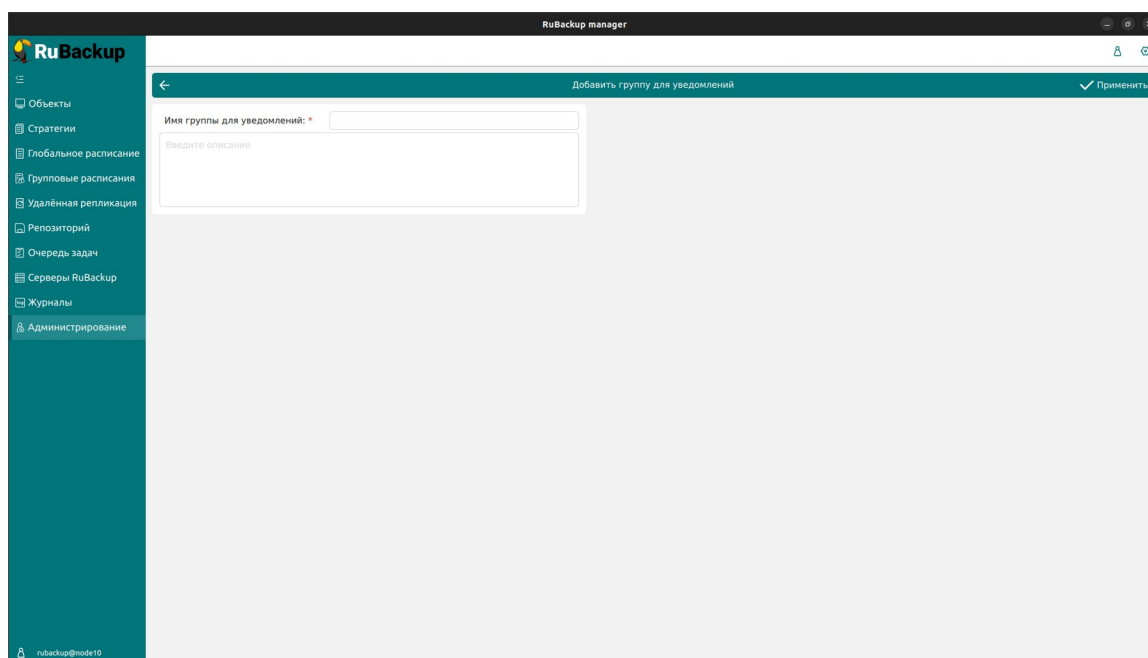 RuBackup manager
RuBackup
Добавить группу для уведомлений
Применить
Объекты
Стратегии
Глобальное расписание
Групповые расписания
Удалённая репликация
Репозиторий
Очередь задач
Серверы RuBackup
Журналы
Администрирование
Имя группы для уведомлений: *
Введите описание
rubackup@node10